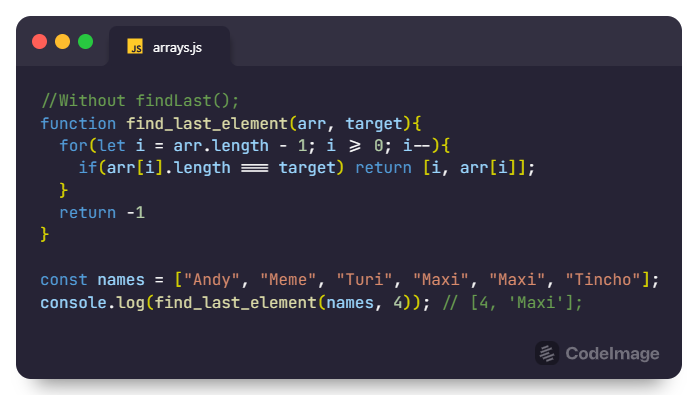 JS arrays.js
//Without findLast();
function find_last_element(arr, target){
  for(let i = arr.length - 1; i >= 0; i--){
    if(arr[i].length === target) return [i, arr[i]];
  }
  return -1
}
const names = ["Andy", "Meme", "Turi", "Maxi", "Maxi", "Tincho"];
console.log(find_last_element(names, 4)); // [4, 'Maxi'];
CodeImage